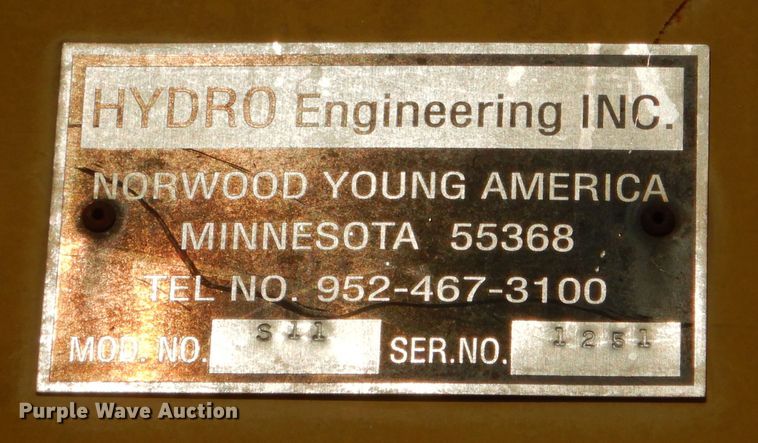 HYDRO Engineering INC.
NORWOOD YOUNG AMERICA
MINNESOTA 55368
TEL NO. 952-467-3100
MOD. NO. S11 SER.NO. 1251
Purple Wave Auction